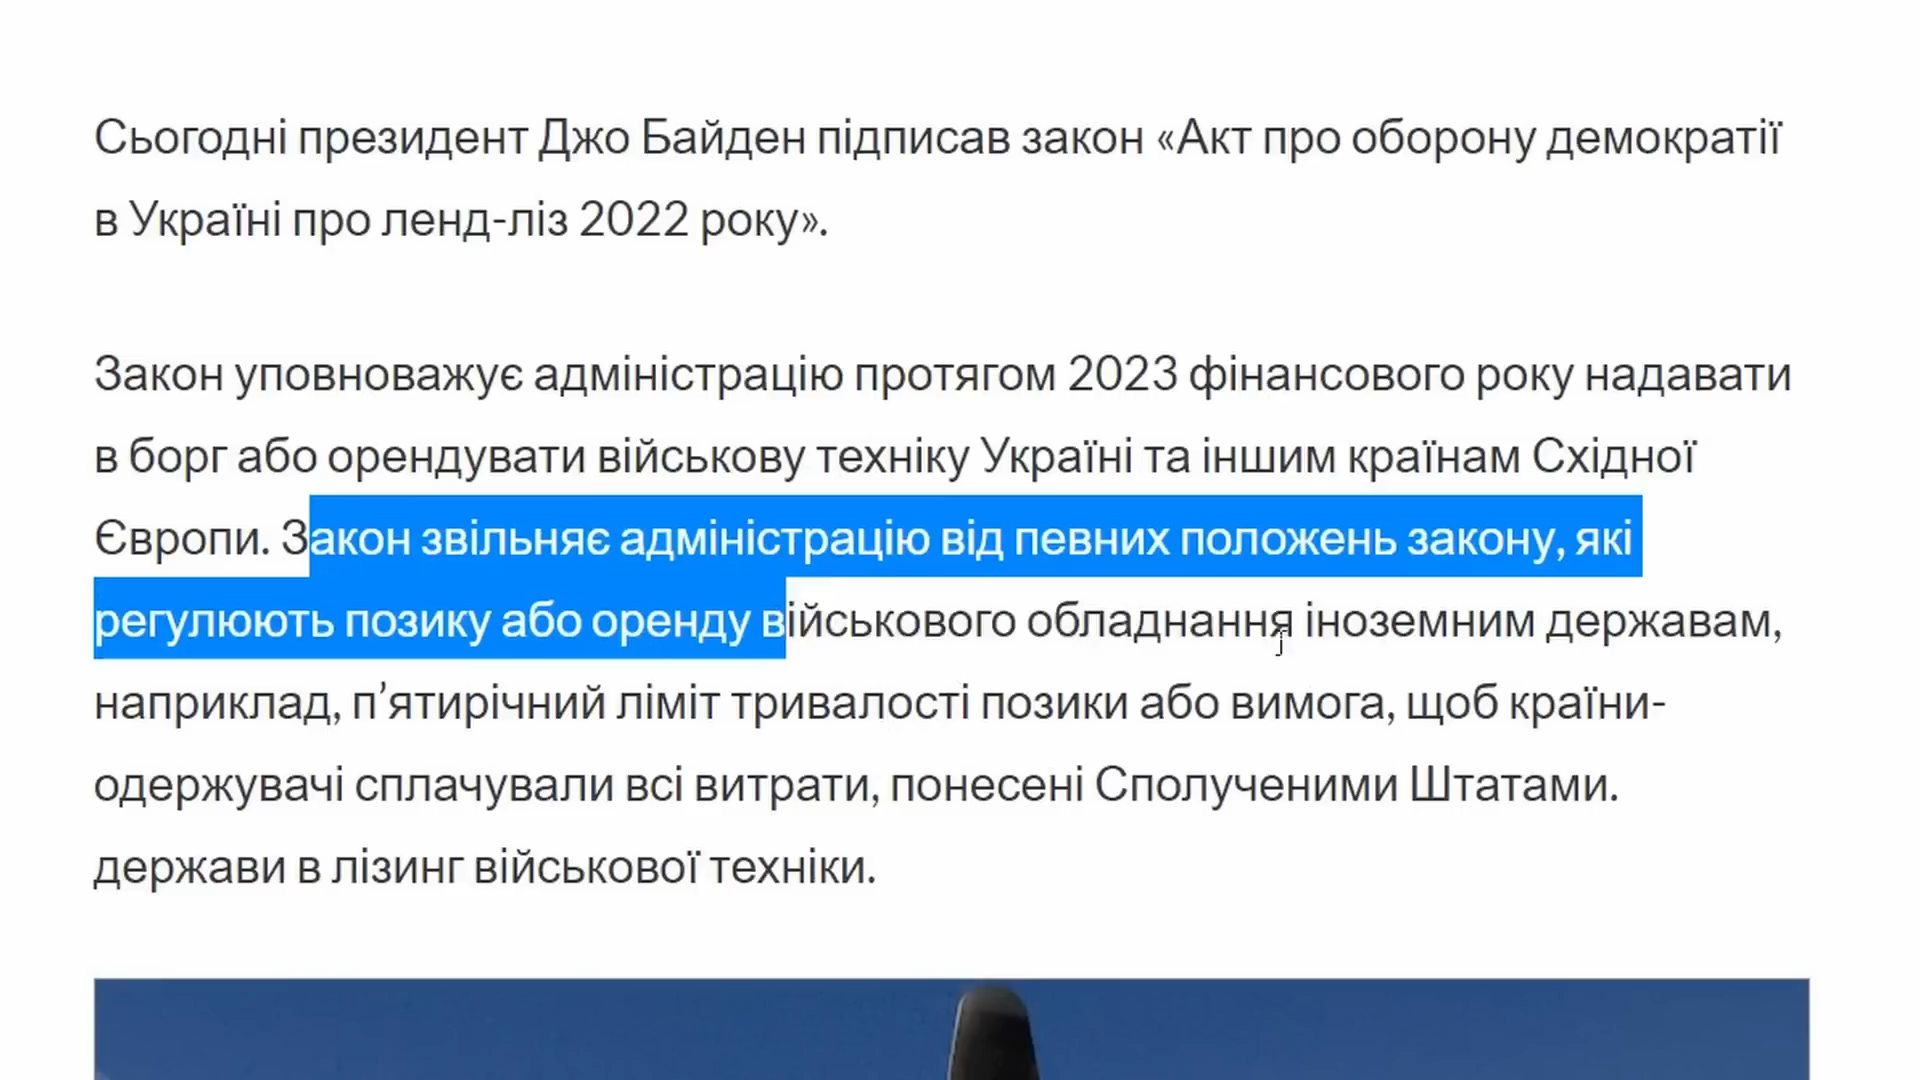 Сьогодні президент Джо Байден підписав закон «Акт про оборону демократії
в Україні про ленд-ліз 2022 року».
Закон уповноважує адміністрацію протягом 2023 фінансового року надавати
в борг або орендувати військову техніку Україні та іншим країнам Східної
Європи. Закон звільняє адміністрацію від певних положень закону, які
регулюють позику або оренду військового обладнання іноземним державам,
наприклад, п’ятирічний ліміт тривалості позики або вимога, щоб країни-
одержувачі сплачували всі витрати, понесені Сполученими Штатами.
держави в лізинг військової техніки.